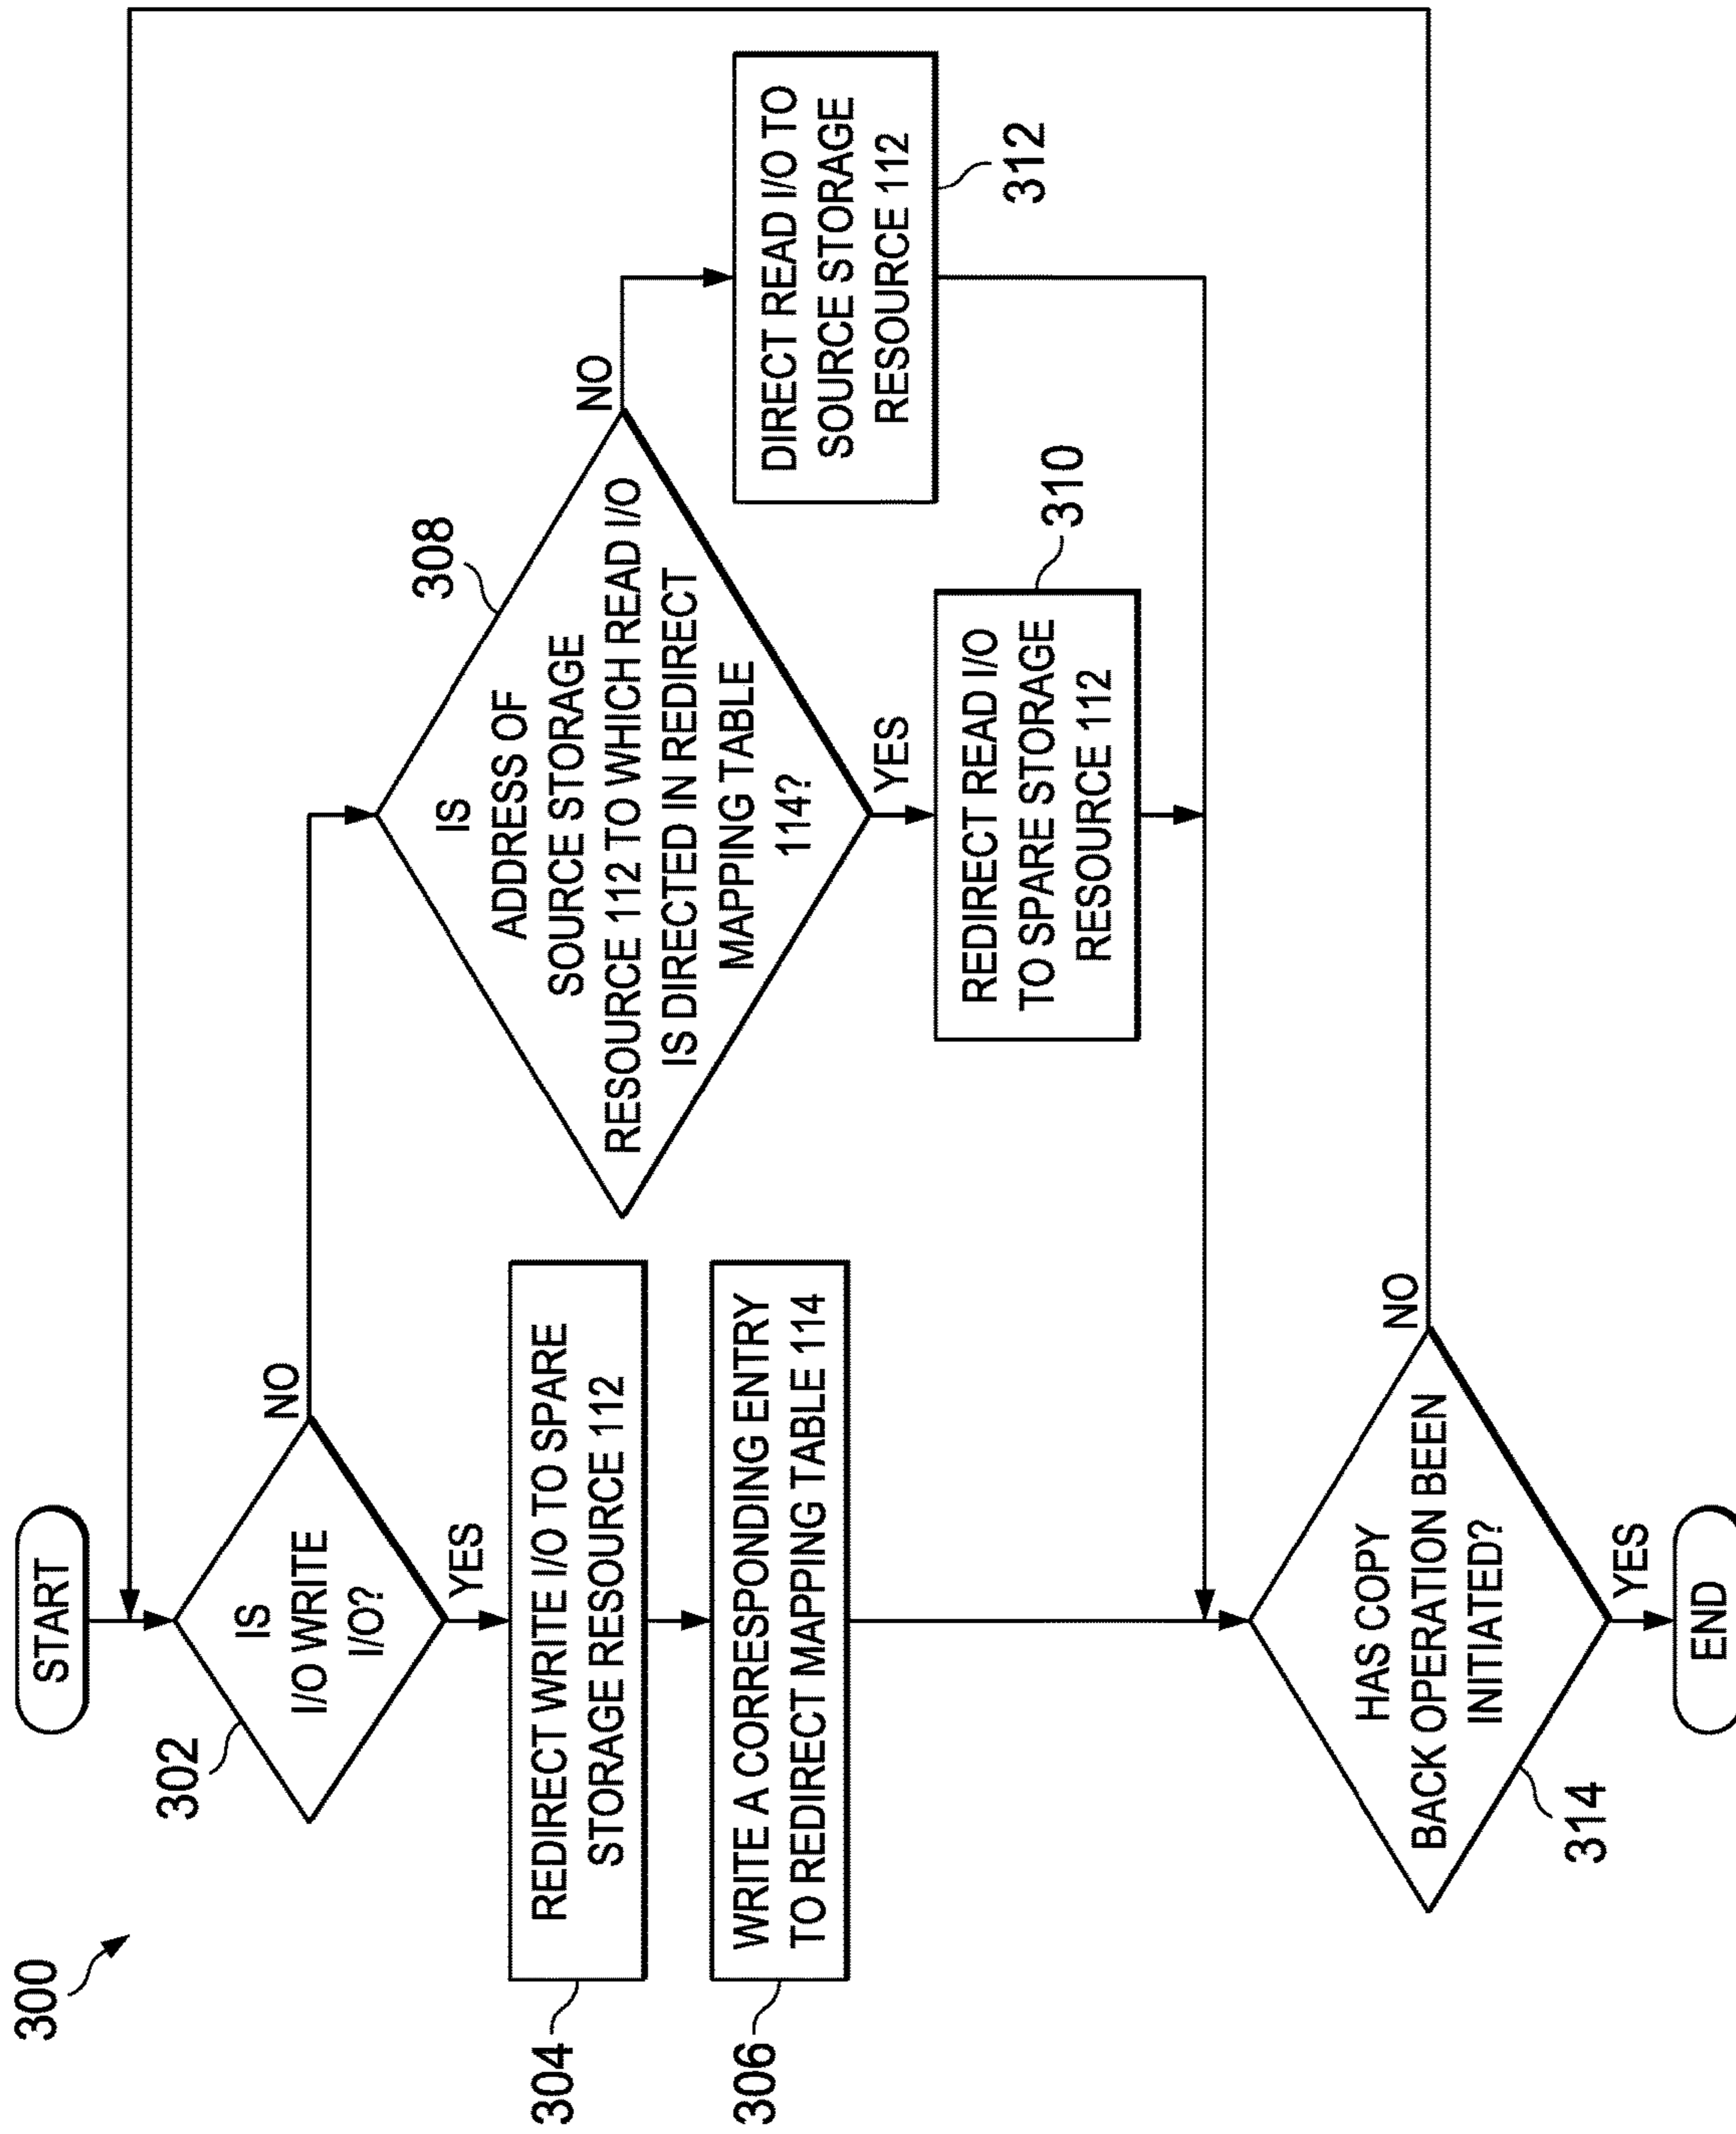 300
START
302
IS
I/O WRITE
I/O?
NO
YES
304
REDIRECT WRITE I/O TO SPARE
STORAGE RESOURCE 112
306
WRITE A CORRESPONDING ENTRY
TO REDIRECT MAPPING TABLE 114
308
IS
ADDRESS OF
SOURCE STORAGE
RESOURCE 112 TO WHICH READ I/O
IS DIRECTED IN REDIRECT
MAPPING TABLE
114?
NO
YES
REDIRECT READ I/O
TO SPARE STORAGE
RESOURCE 112
310
DIRECT READ I/O TO
SOURCE STORAGE
RESOURCE 112
312
HAS COPY
BACK OPERATION BEEN
INITIATED?
314
NO
YES
END